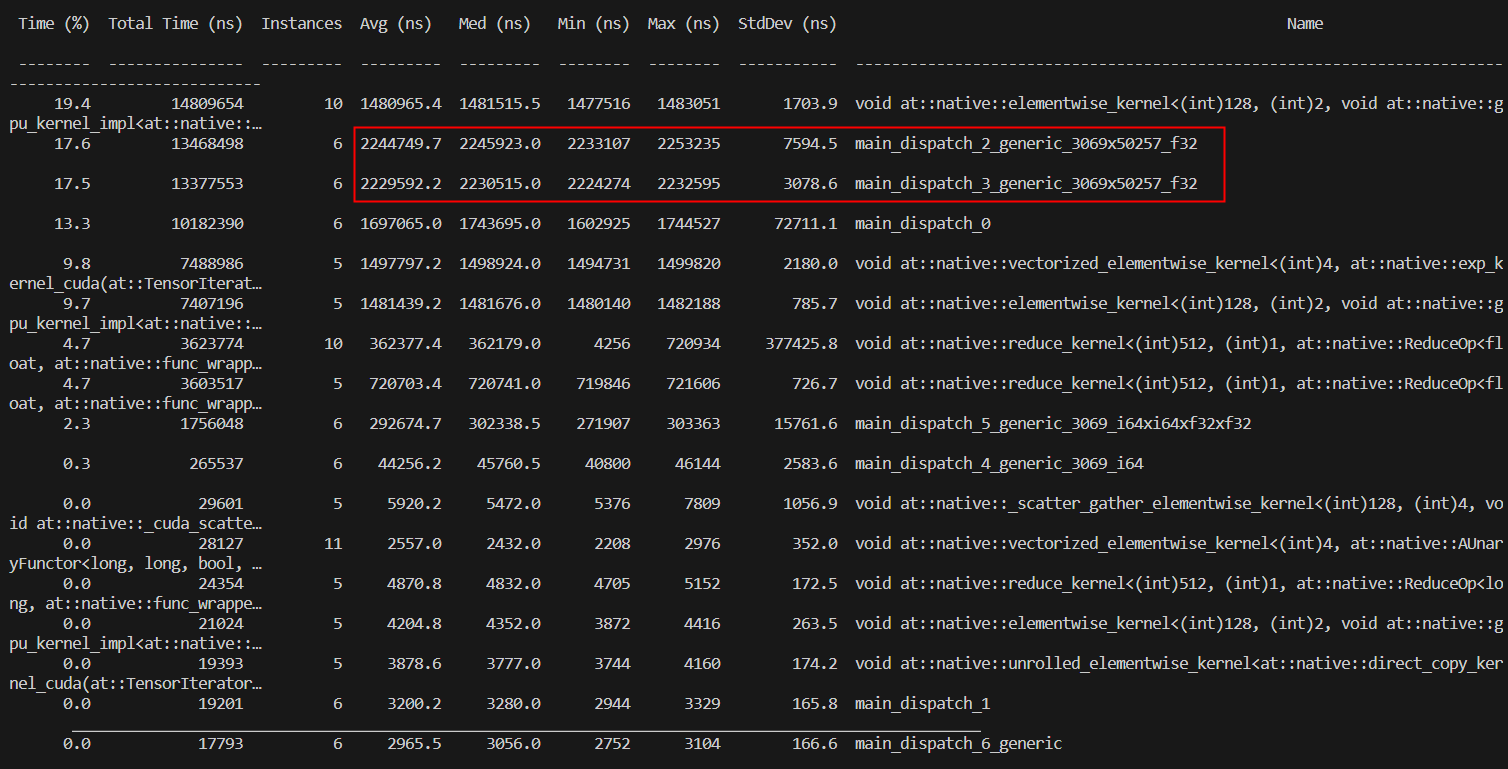 Time (%)  Total Time (ns)  Instances  Avg (ns)   Med (ns)   Min (ns)  Max (ns)  StdDev (ns)  Name
--------  ---------------  ---------  ---------  ---------  --------  --------  -----------  ------------------------------------------------------------------------
----------------------------
19.4  14809654  10  1480965.4  1481515.5  1477516  1483051  1703.9  void at::native::elementwise_kernel<(int)128, (int)2, void at::native::g
pu_kernel_impl<at::native::…
17.6  13468498  6  2244749.7  2245923.0  2233107  2253235  7594.5  main_dispatch_2_generic_3069x50257_f32
17.5  13377553  6  2229592.2  2230515.0  2224274  2232595  3078.6  main_dispatch_3_generic_3069x50257_f32
13.3  10182390  6  1697065.0  1743695.0  1602925  1744527  72711.1  main_dispatch_0
9.8  7488986  5  1497797.2  1498924.0  1494731  1499820  2180.0  void at::native::vectorized_elementwise_kernel<(int)4, at::native::exp_k
ernel_cuda(at::TensorIterat…
9.7  7407196  5  1481439.2  1481676.0  1480140  1482188  785.7  void at::native::elementwise_kernel<(int)128, (int)2, void at::native::g
pu_kernel_impl<at::native::…
4.7  3623774  10  362377.4  362179.0  4256  720934  377425.8  void at::native::reduce_kernel<(int)512, (int)1, at::native::ReduceOp<fl
oat, at::native::func_wrapp…
4.7  3603517  5  720703.4  720741.0  719846  721606  726.7  void at::native::reduce_kernel<(int)512, (int)1, at::native::ReduceOp<fl
oat, at::native::func_wrapp…
2.3  1756048  6  292674.7  302338.5  271907  303363  15761.6  main_dispatch_5_generic_3069_i64xi64xf32xf32
0.3  265537  6  44256.2  45760.5  40800  46144  2583.6  main_dispatch_4_generic_3069_i64
0.0  29601  5  5920.2  5472.0  5376  7809  1056.9  void at::native::_scatter_gather_elementwise_kernel<(int)128, (int)4, vo
id at::native::_cuda_scatte…
0.0  28127  11  2557.0  2432.0  2208  2976  352.0  void at::native::vectorized_elementwise_kernel<(int)4, at::native::AUnar
yFunctor<long, long, bool, …
0.0  24354  5  4870.8  4832.0  4705  5152  172.5  void at::native::reduce_kernel<(int)512, (int)1, at::native::ReduceOp<lo
ng, at::native::func_wrappe…
0.0  21024  5  4204.8  4352.0  3872  4416  263.5  void at::native::elementwise_kernel<(int)128, (int)2, void at::native::g
pu_kernel_impl<at::native::…
0.0  19393  5  3878.6  3777.0  3744  4160  174.2  void at::native::unrolled_elementwise_kernel<at::native::direct_copy_ker
nel_cuda(at::TensorIterator…
0.0  19201  6  3200.2  3280.0  2944  3329  165.8  main_dispatch_1
0.0  17793  6  2965.5  3056.0  2752  3104  166.6  main_dispatch_6_generic